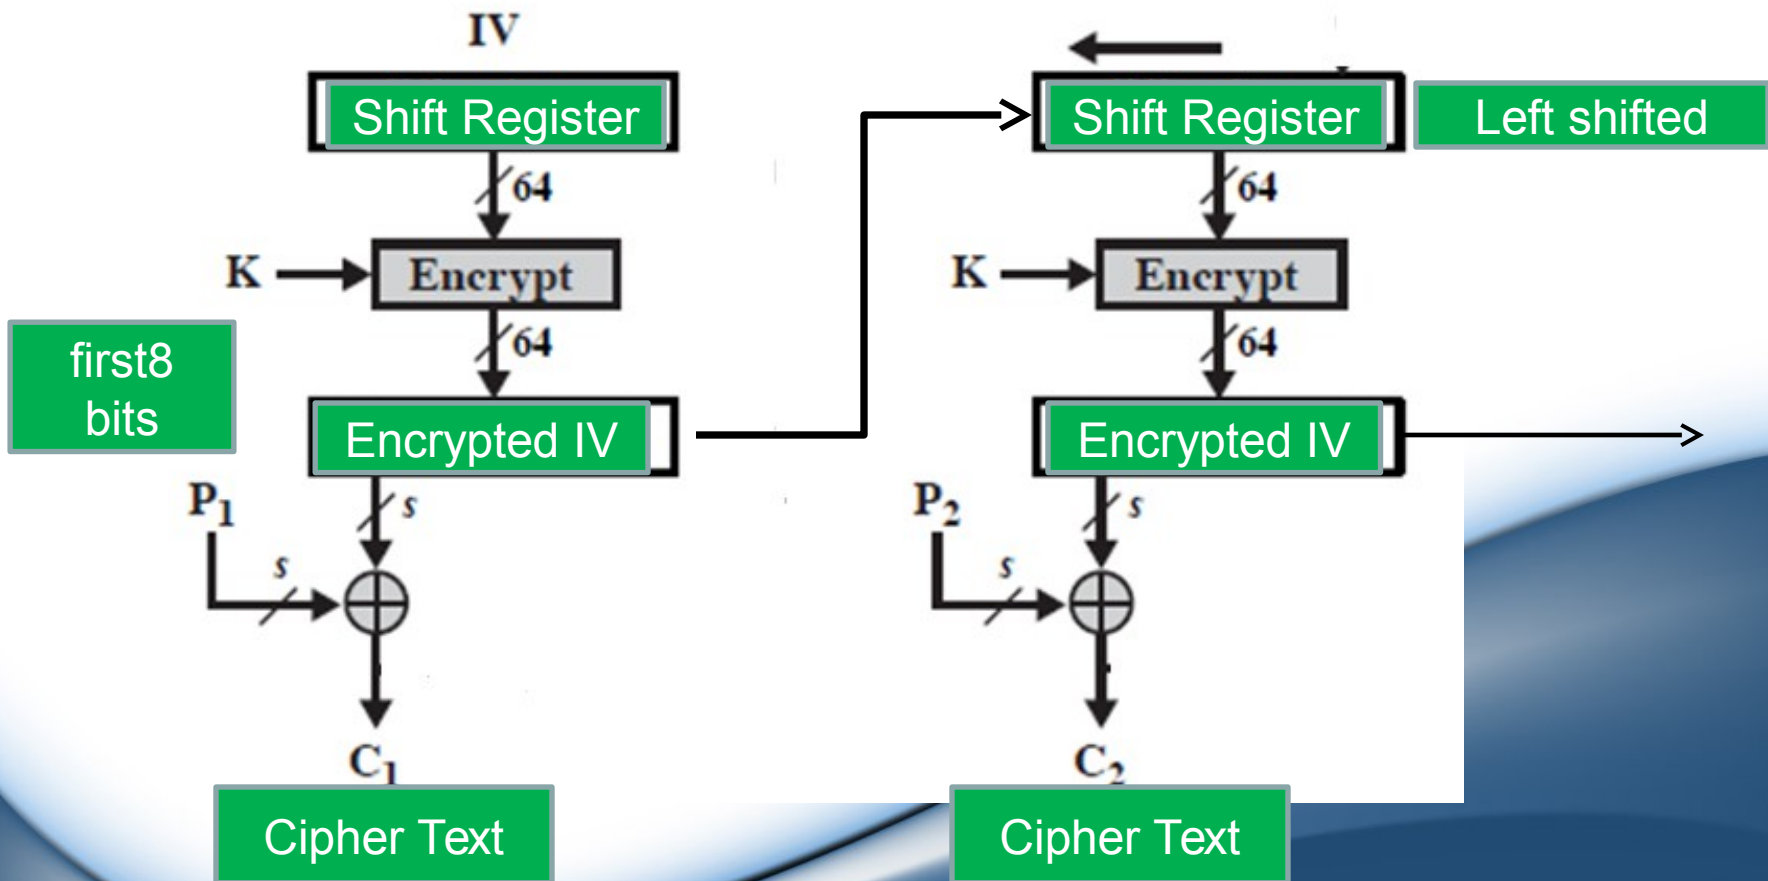 IV
Shift Register
64
K
Encrypt
64
first8
bits
Encrypted IV
P1
s
s
C1
Cipher Text
Shift Register
Left shifted
64
K
Encrypt
64
Encrypted IV
P2
s
s
C2
Cipher Text